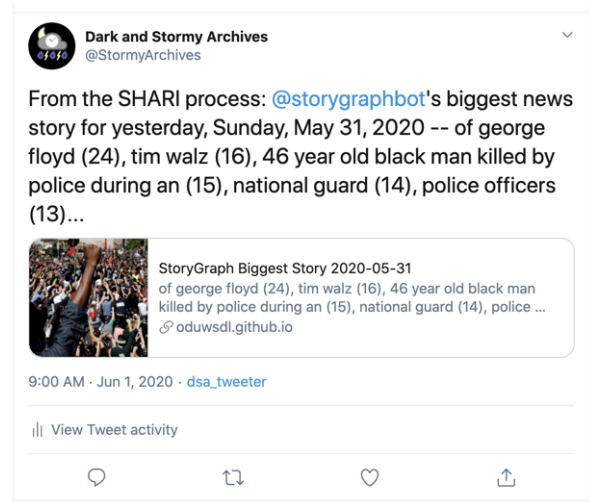 Dark and Stormy Archives
@StormyArchives
From the SHARI process: @storygraphbot's biggest news
story for yesterday, Sunday, May 31, 2020 -- of george
floyd (24), tim walz (16), 46 year old black man killed by
police during an (15), national guard (14), police officers
(13)...
StoryGraph Biggest Story 2020-05-31
of george floyd (24), tim walz (16), 46 year old black man
killed by police during an (15), national guard (14), police ...
oduwsdl.github.io
9:00 AM · Jun 1, 2020 · dsa_tweeter
View Tweet activity